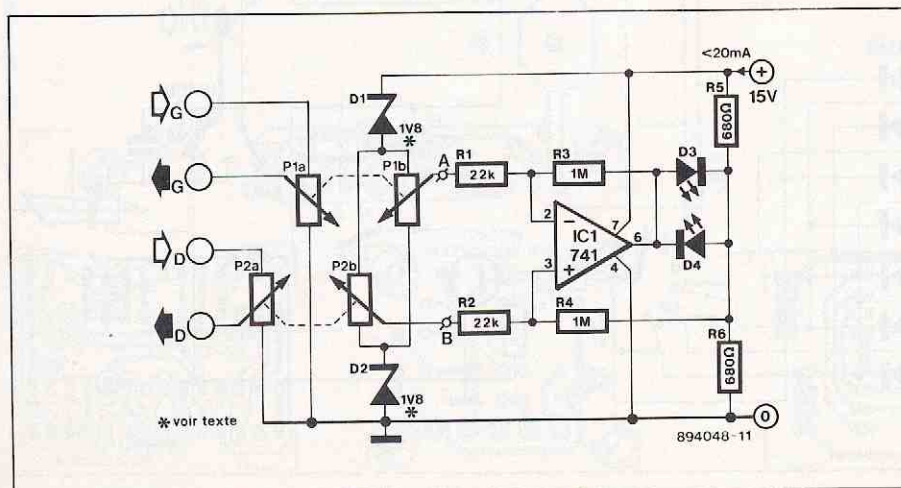 <20mA
+
15V
R5
680Ω
D1
1V8
*
G
G
D
D
P1a
P1b
A
R1
22k
R3
1M
D3
2
−
7
IC1
741
6
3
+
4
D4
P2a
P2b
B
R2
22k
R4
1M
R6
680Ω
D2
1V8
*
* voir texte
0
894048-11